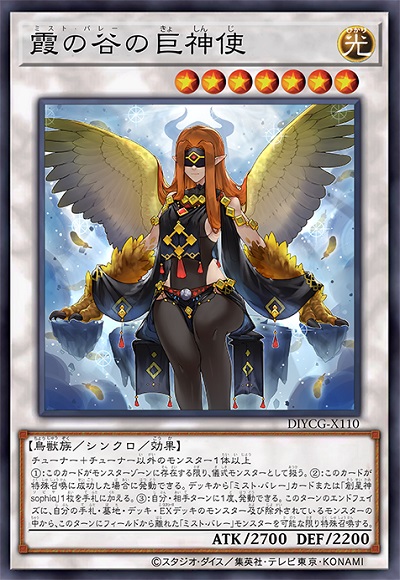 ミスト・バレー きょしんじ
霞の谷の巨神使
ひかり
光
DIYCG-X110
【鳥獣族／シンクロ／効果】
チューナー＋チューナー以外のモンスター1体以上
①:このカードがモンスターゾーンに存在する限り、儀式モンスターとしても扱う。②:このカードが
特殊召喚に成功した場合に発動できる。デッキから「ミスト・バレー」カードまたは「創星神
sophia」1枚を手札に加える。③:自分・相手ターンに1度、発動できる。このターンのエンドフェイ
ズに、自分の手札・墓地・デッキ・EXデッキのモンスター及び除外されているモンスターの
中から、このターンにフィールドから離れた「ミスト・バレー」モンスターを可能な限り特殊召喚する。
ATK/2700 DEF/2200
©スタジオ・ダイス／集英社・テレビ東京・KONAMI